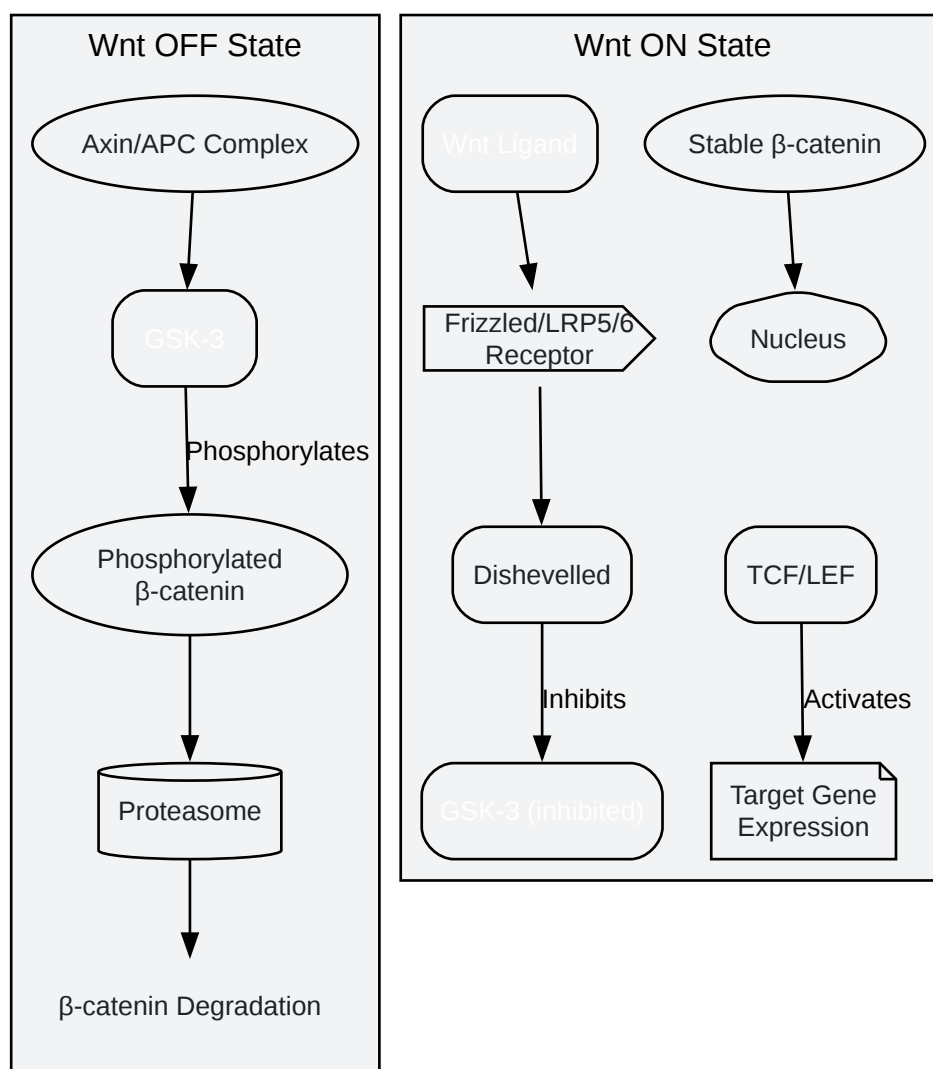 Wnt OFF State
Axin/APC Complex
GSK-3
Phosphorylates
Phosphorylated
β-catenin
Proteasome
β-catenin Degradation
Wnt ON State
Wnt Ligand
Stable β-catenin
Frizzled/LRP5/6
Receptor
Nucleus
Dishevelled
TCF/LEF
Inhibits
Activates
GSK-3 (inhibited)
Target Gene
Expression